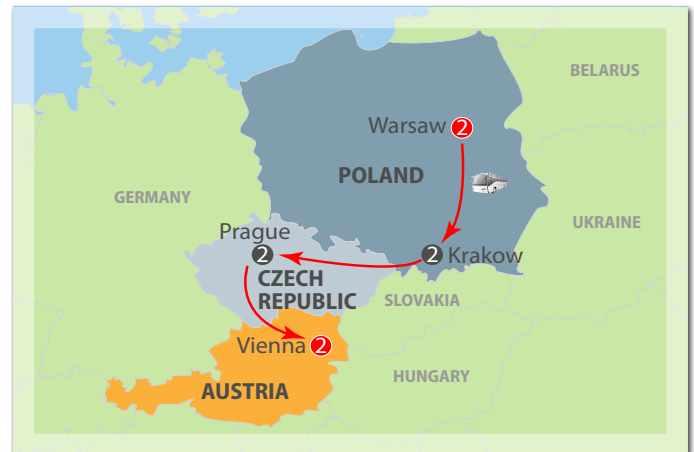 BELARUS
Warsaw 2
POLAND
GERMANY
UKRAINE
Prague
2
2 Krakow
CZECH
REPUBLIC
SLOVAKIA
Vienna 2
HUNGARY
AUSTRIA